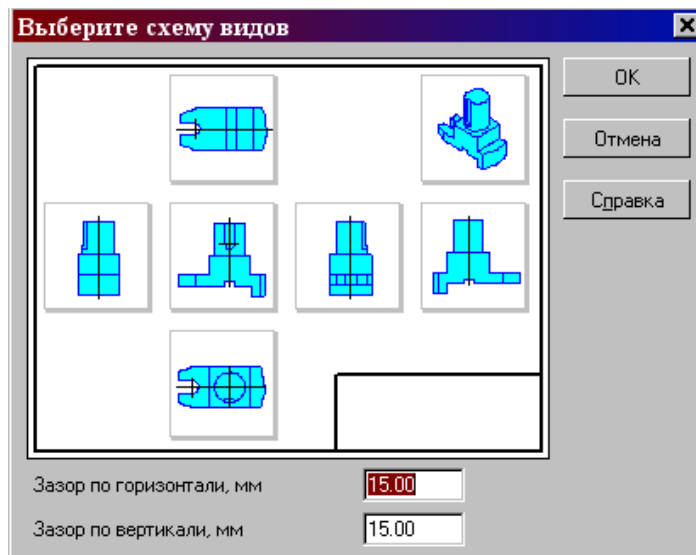 Выберите схему видов
OK
Отмена
Справка
Зазор по горизонтали, мм 15.00
Зазор по вертикали, мм 15.00